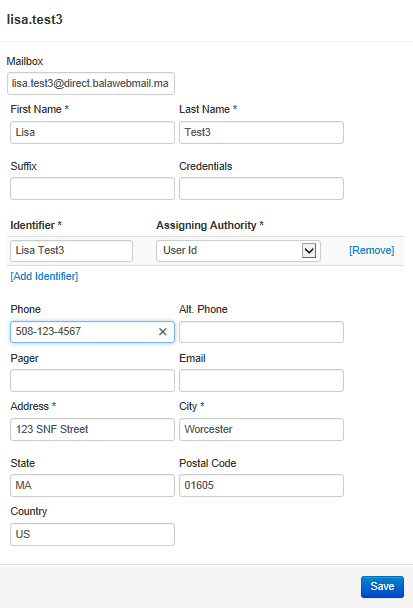 lisa.test3
Mailbox
lisa.test3@direct.balawebmail.ma
First Name * Last Name *
Lisa Test3
Suffix Credentials
Identifier * Assigning Authority *
Lisa Test3 User Id [Remove]
[Add Identifier]
Phone Alt. Phone
508-123-4567 ×
Pager Email
Address * City *
123 SNF Street Worcester
State Postal Code
MA 01605
Country
US
Save